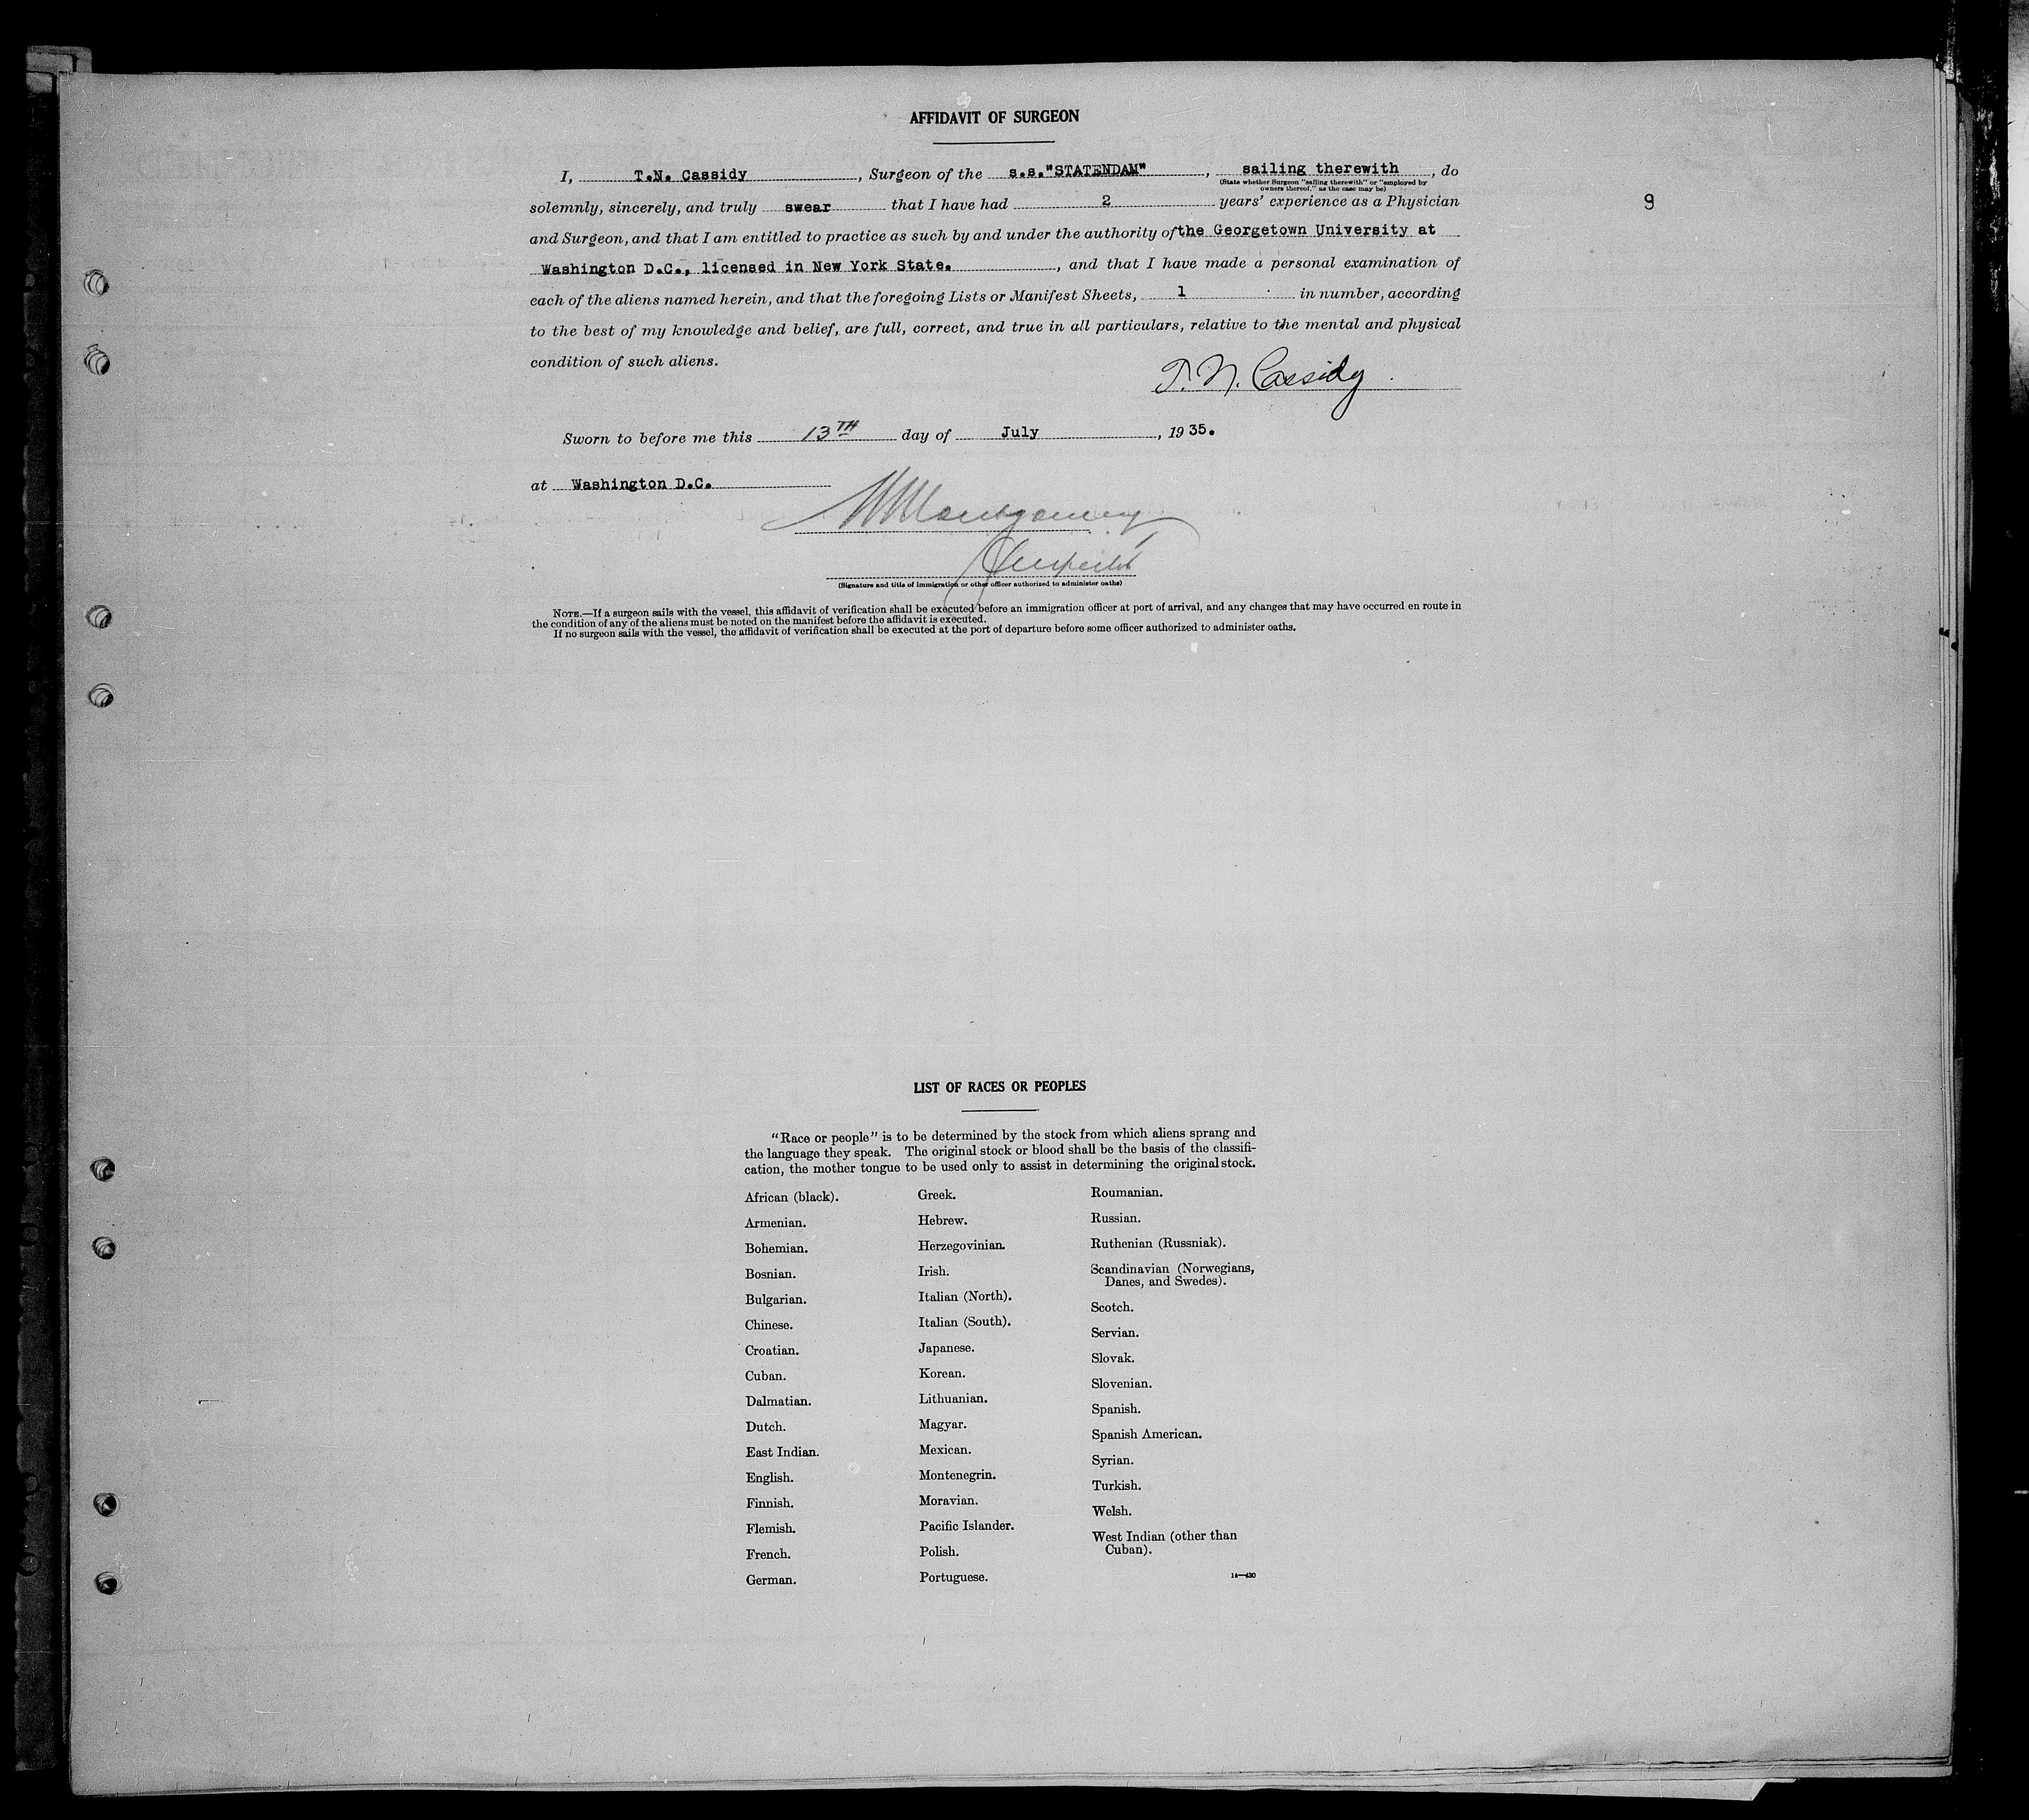 AFFIDAVIT OF SURGEON
I, T.N. Cassidy, Surgeon of the s.s."STATENDAM", sailing therewith, do
(State whether Surgeon "sailing therewith" or "employed by
owners thereof," as the case may be)
solemnly, sincerely, and truly swear that I have had 2 years' experience as a Physician
9
and Surgeon, and that I am entitled to practice as such by and under the authority of the Georgetown University at
Washington D.C., licensed in New York State., and that I have made a personal examination of
each of the aliens named herein, and that the foregoing Lists or Manifest Sheets, 1 in number, according
to the best of my knowledge and belief, are full, correct, and true in all particulars, relative to the mental and physical
condition of such aliens.
T. N. Cassidy.
Sworn to before me this 13TH day of July, 1935.
at Washington D.C.
Montgomery
Inspector
(Signature and title of immigration or other officer authorized to administer oaths)
NOTE.—If a surgeon sails with the vessel, this affidavit of verification shall be executed before an immigration officer at port of arrival, and any changes that may have occurred en route in
the condition of any of the aliens must be noted on the manifest before the affidavit is executed.
If no surgeon sails with the vessel, the affidavit of verification shall be executed at the port of departure before some officer authorized to administer oaths.
LIST OF RACES OR PEOPLES
"Race or people" is to be determined by the stock from which aliens sprang and
the language they speak. The original stock or blood shall be the basis of the classifi-
cation, the mother tongue to be used only to assist in determining the original stock.
African (black).
Armenian.
Bohemian.
Bosnian.
Bulgarian.
Chinese.
Croatian.
Cuban.
Dalmatian.
Dutch.
East Indian.
English.
Finnish.
Flemish.
French.
German.
Greek.
Hebrew.
Herzegovinian.
Irish.
Italian (North).
Italian (South).
Japanese.
Korean.
Lithuanian.
Magyar.
Mexican.
Montenegrin.
Moravian.
Pacific Islander.
Polish.
Portuguese.
Roumanian.
Russian.
Ruthenian (Russniak).
Scandinavian (Norwegians,
Danes, and Swedes).
Scotch.
Servian.
Slovak.
Slovenian.
Spanish.
Spanish American.
Syrian.
Turkish.
Welsh.
West Indian (other than
Cuban).
14—430